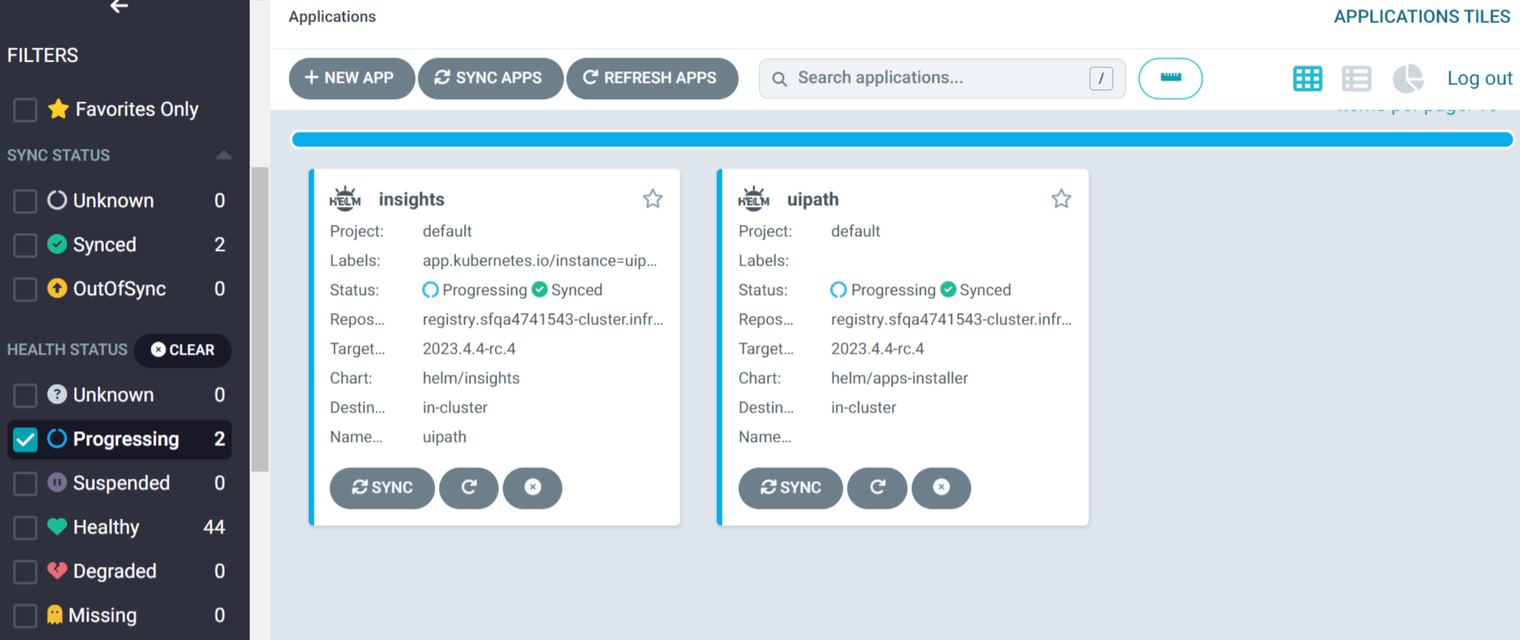 Applications
APPLICATIONS TILES
FILTERS
Favorites Only
SYNC STATUS
Unknown 0
Synced 2
OutOfSync 0
HEALTH STATUS CLEAR
Unknown 0
Progressing 2
Suspended 0
Healthy 44
Degraded 0
Missing 0
+ NEW APP
SYNC APPS
REFRESH APPS
Search applications... /
Log out
HELM insights
Project: default
Labels: app.kubernetes.io/instance=uip...
Status: Progressing Synced
Repos... registry.sfqa4741543-cluster.infr...
Target... 2023.4.4-rc.4
Chart: helm/insights
Destin... in-cluster
Name... uipath
SYNC
HELM uipath
Project: default
Labels:
Status: Progressing Synced
Repos... registry.sfqa4741543-cluster.infr...
Target... 2023.4.4-rc.4
Chart: helm/apps-installer
Destin... in-cluster
Name...
SYNC